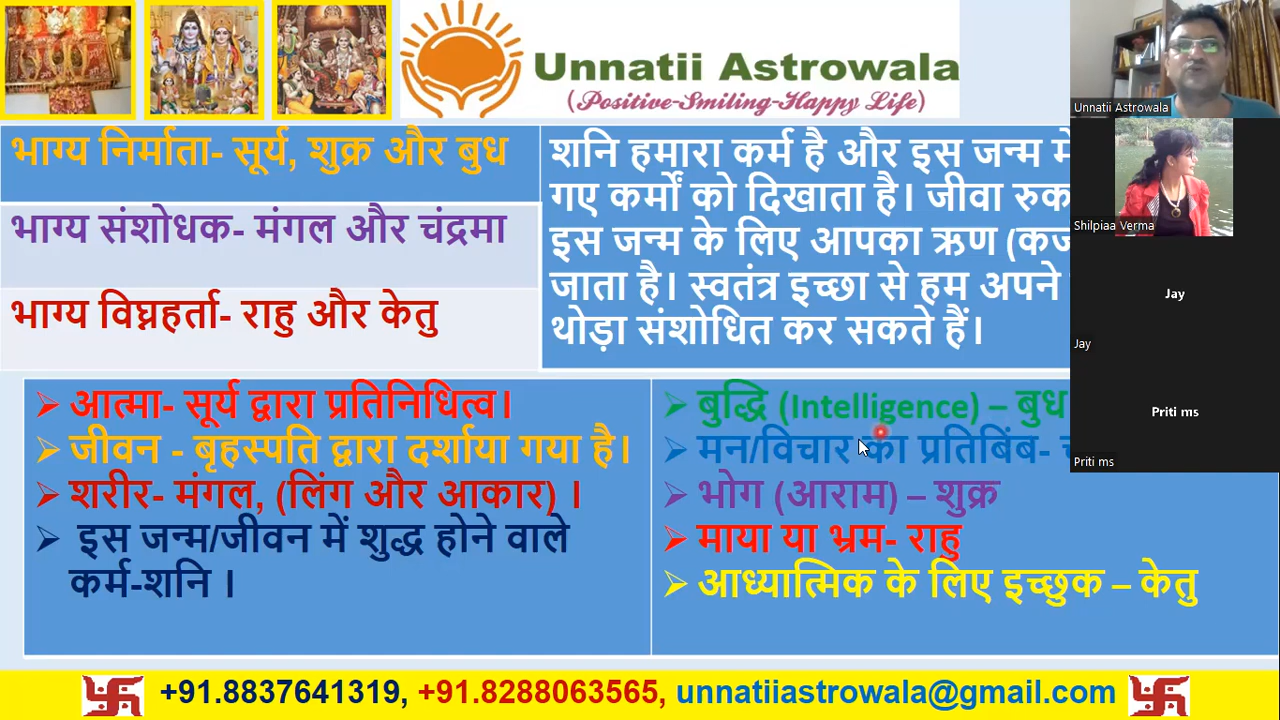 Unnatii Astrowala
(Positive-Smiling-Happy Life)
भाग्य निर्माता- सूर्य, शुक्र और बुध
भाग्य संशोधक- मंगल और चंद्रमा
भाग्य विघ्नहर्ता- राहु और केतु
शनि हमारा कर्म है और इस जन्म में
गए कर्मों को दिखाता है। जीवा
इस जन्म के लिए आपका ऋण
जाता है। स्वतंत्र इच्छा से हम अपने
थोड़ा संशोधित कर सकते हैं।
➢ आत्मा- सूर्य द्वारा प्रतिनिधित्व।
➢ जीवन - बृहस्पति द्वारा दर्शाया गया है।
➢ शरीर- मंगल, (लिंग और आकार) ।
➢ इस जन्म/जीवन में शुद्ध होने वाले
कर्म-शनि ।
➢ बुद्धि (Intelligence) – बुध
➢ मन/विचार का प्रतिबिंब-
➢ भोग (आराम) – शुक्र
➢ माया या भ्रम- राहु
➢ आध्यात्मिक के लिए इच्छुक – केतु
Unnatii Astrowala
Shilpiaa Verma
Jay
Jay
Priti ms
Priti ms
+91.8837641319, +91.8288063565, unnatiiastrowala@gmail.com